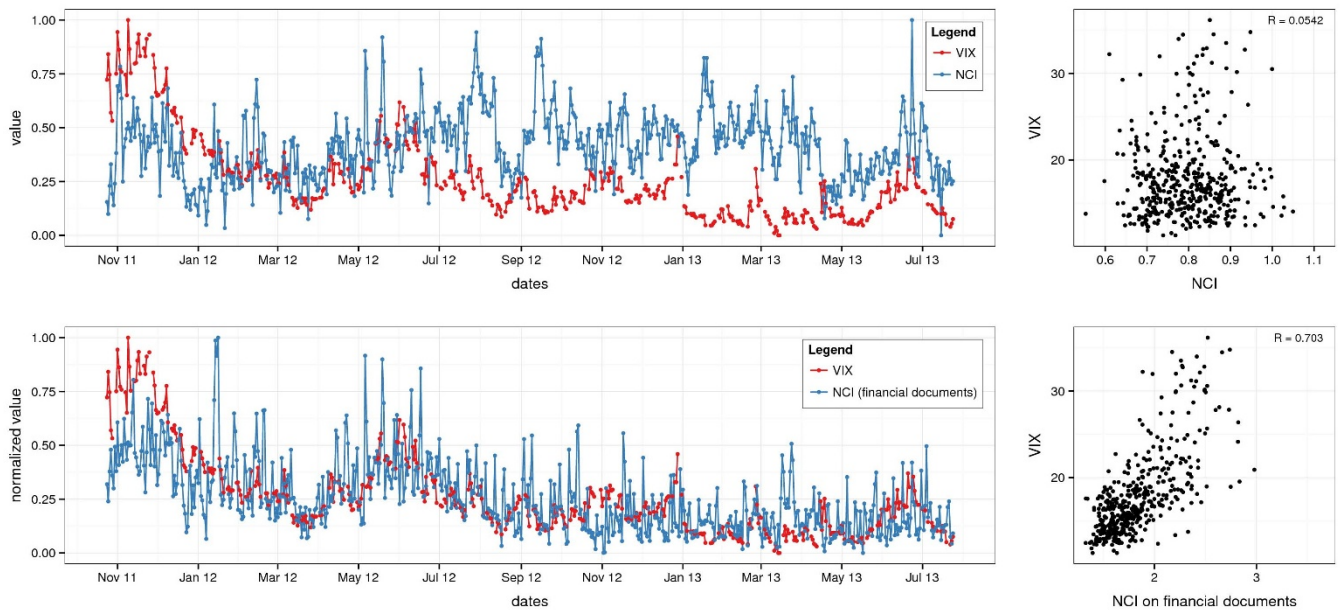 1.00
0.75
0.50
0.25
0.00
value
Legend
VIX
NCI
Nov 11 Jan 12 Mar 12 May 12 Jul 12 Sep 12 Nov 12 Jan 13 Mar 13 May 13 Jul 13
dates
R = 0.0542
30
20
VIX
0.6 0.7 0.8 0.9 1.0 1.1
NCI
1.00
0.75
0.50
0.25
0.00
normalized value
Legend
VIX
NCI (financial documents)
Nov 11 Jan 12 Mar 12 May 12 Jul 12 Sep 12 Nov 12 Jan 13 Mar 13 May 13 Jul 13
dates
R = 0.703
30
20
VIX
2 3
NCI on financial documents